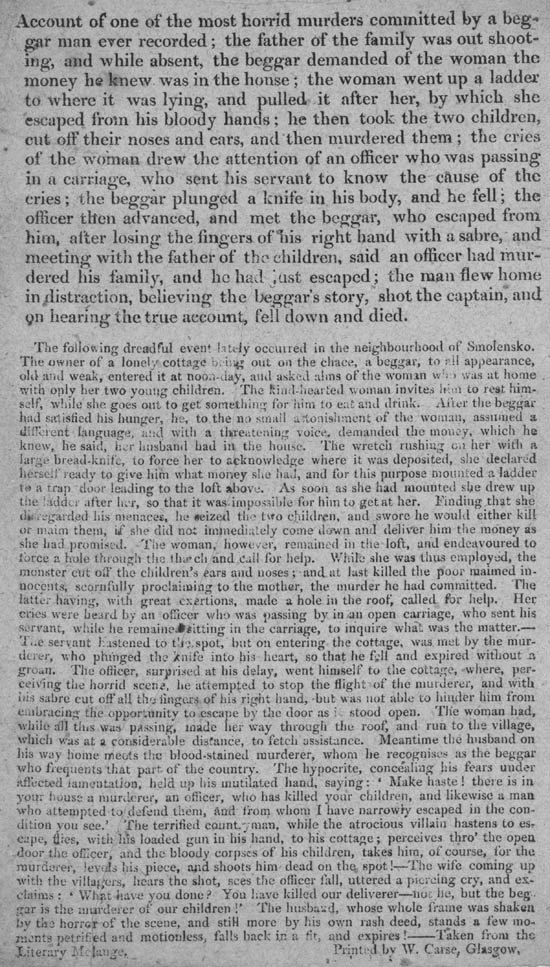 Account of one of the most horrid murders committed by a beg-
gar man ever recorded; the father of the family was out shoot-
ing, and while absent, the beggar demanded of the woman the
money he knew was in the house; the woman went up a ladder
to where it was lying, and pulled it after her, by which she
escaped from his bloody hands; he then took the two children,
cut off their noses and ears, and then murdered them; the cries
of the woman drew the attention of an officer who was passing
in a carriage, who sent his servant to know the cause of the
cries; the beggar plunged a knife in his body, and he fell; the
officer then advanced, and met the beggar, who escaped from
him, after losing the fingers of his right hand with a sabre, and
meeting with the father of the children, said an officer had mur-
dered his family, and he had just escaped; the man flew home
in distraction, believing the beggar's story, shot the captain, and
on hearing the true account, fell down and died.
The following dreadful event lately occurred in the neighbourhood of Smolensko.
The owner of a lonely cottage being out on the chace, a beggar, to all appearance,
old and weak, entered it at noon-day, and asked alms of the woman who was at home
with only her two young children. The kind-hearted woman invites him to rest him-
self, while she goes out to get something for him to eat and drink. After the beggar
had satisfied his hunger, he, to the no small astonishment of the woman, assumed a
different language, and with a threatening voice, demanded the money, which he
knew, he said, her husband had in the house. The wretch rushing on her with a
large bread-knife, to force her to acknowledge where it was deposited, she declared
herself ready to give him what money she had, and for this purpose mounted a ladder
to a trap door leading to the loft above. As soon as she had mounted she drew up
the ladder after her, so that it was impossible for him to get at her. Finding that she
disregarded his menaces, he seized the two children, and swore he would either kill
or maim them, if she did not immediately come down and deliver him the money as
she had promised. The woman, however, remained in the loft, and endeavoured to
force a hole through the thatch and call for help. While she was thus employed, the
monster cut off the children's ears and noses; and at last killed the poor maimed in-
nocents, scornfully proclaiming to the mother, the murder he had committed. The
latter having, with great exertions, made a hole in the roof, called for help. Her
cries were heard by an officer who was passing by in an open carriage, who sent his
servant, while he remained sitting in the carriage, to inquire what was the matter.—
The servant hastened to the spot, but on entering the cottage, was met by the mur-
derer, who plunged the knife into his heart, so that he fell and expired without a
groan. The officer, surprised at his delay, went himself to the cottage, where, per-
ceiving the horrid scene, he attempted to stop the flight of the murderer, and with
his sabre cut off all the fingers of his right hand, but was not able to hinder him from
embracing the opportunity to escape by the door as it stood open. The woman had,
while all this was passing, made her way through the roof, and run to the village,
which was at a considerable distance, to fetch assistance. Meantime the husband on
his way home meets the blood-stained murderer, whom he recognises as the beggar
who frequents that part of the country. The hypocrite, concealing his fears under
affected lamentation, held up his mutilated hand, saying: ' Make haste! there is in
your house a murderer, an officer, who has killed your children, and likewise a man
who attempted to defend them, and from whom I have narrowly escaped in the con-
dition you see.' The terrified countryman, while the atrocious villain hastens to es-
cape, flies, with his loaded gun in his hand, to his cottage; perceives thro' the open
door the officer, and the bloody corpses of his children, takes him, of course, for the
murderer, levels his piece, and shoots him dead on the spot!—The wife coming up
with the villagers, hears the shot, sees the officer fall, uttered a piercing cry, and ex-
claims: ' What have you done? You have killed our deliverer—not he, but the beg-
gar is the murderer of our children!' The husband, whose whole frame was shaken
by the horror of the scene, and still more by his own rash deed, stands a few mo-
ments petrified and motionless, falls back in a fit, and expires!——Taken from the
Literary Melange. Printed by W. Carse, Glasgow.